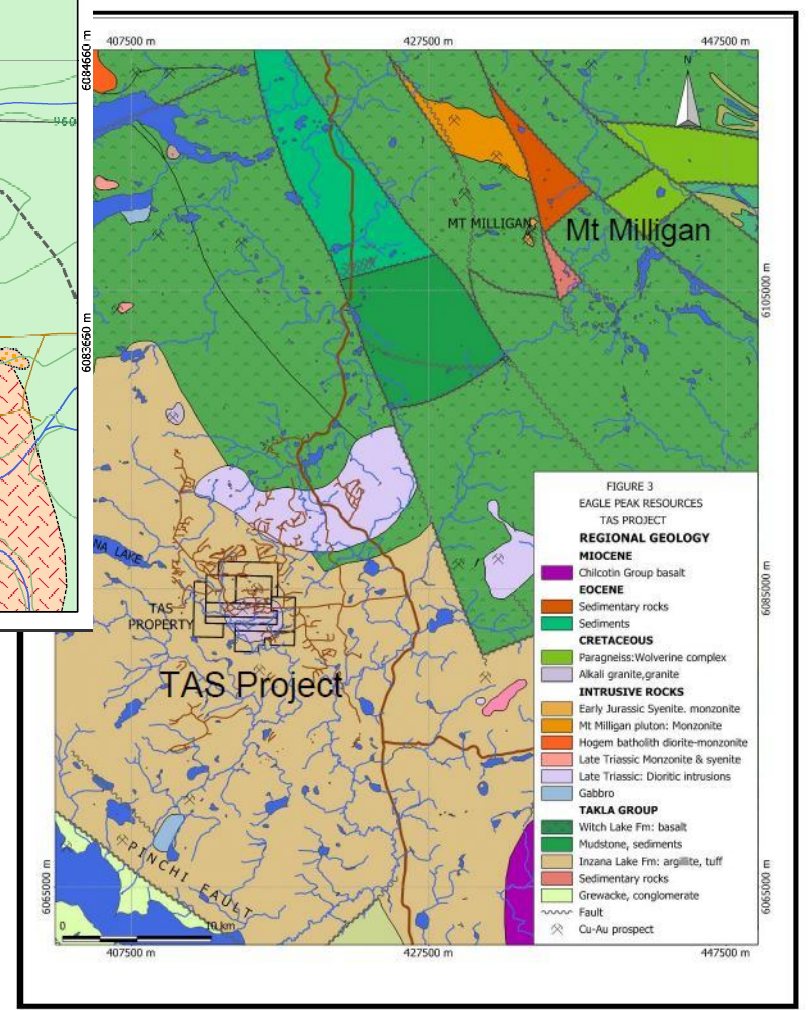 407500 m
427500 m
447500 m
6084660 m
960
N
MT MILLIGAN
Mt Milligan
6105000 m
6083660 m
FIGURE 3
EAGLE PEAK RESOURCES
TAS PROJECT
REGIONAL GEOLOGY
MIOCENE
Chilcotin Group basalt
EOCENE
Sedimentary rocks
Sediments
CRETACEOUS
Paragneiss:Wolverine complex
Alkali granite,granite
INTRUSIVE ROCKS
Early Jurassic Syenite. monzonite
Mt Milligan pluton: Monzonite
Hogem batholith diorite-monzonite
Late Triassic Monzonite & syenite
Late Triassic: Dioritic intrusions
Gabbro
TAKLA GROUP
Witch Lake Fm: basalt
Mudstone, sediments
Inzana Lake Fm: argillite, tuff
Sedimentary rocks
Grewacke, conglomerate
Fault
Cu-Au prospect
NA LAKE
6085000 m
TAS
PROPERTY
TAS Project
PINCHI FAULT
6065000 m
6065000 m
0
10 km
407500 m
427500 m
447500 m